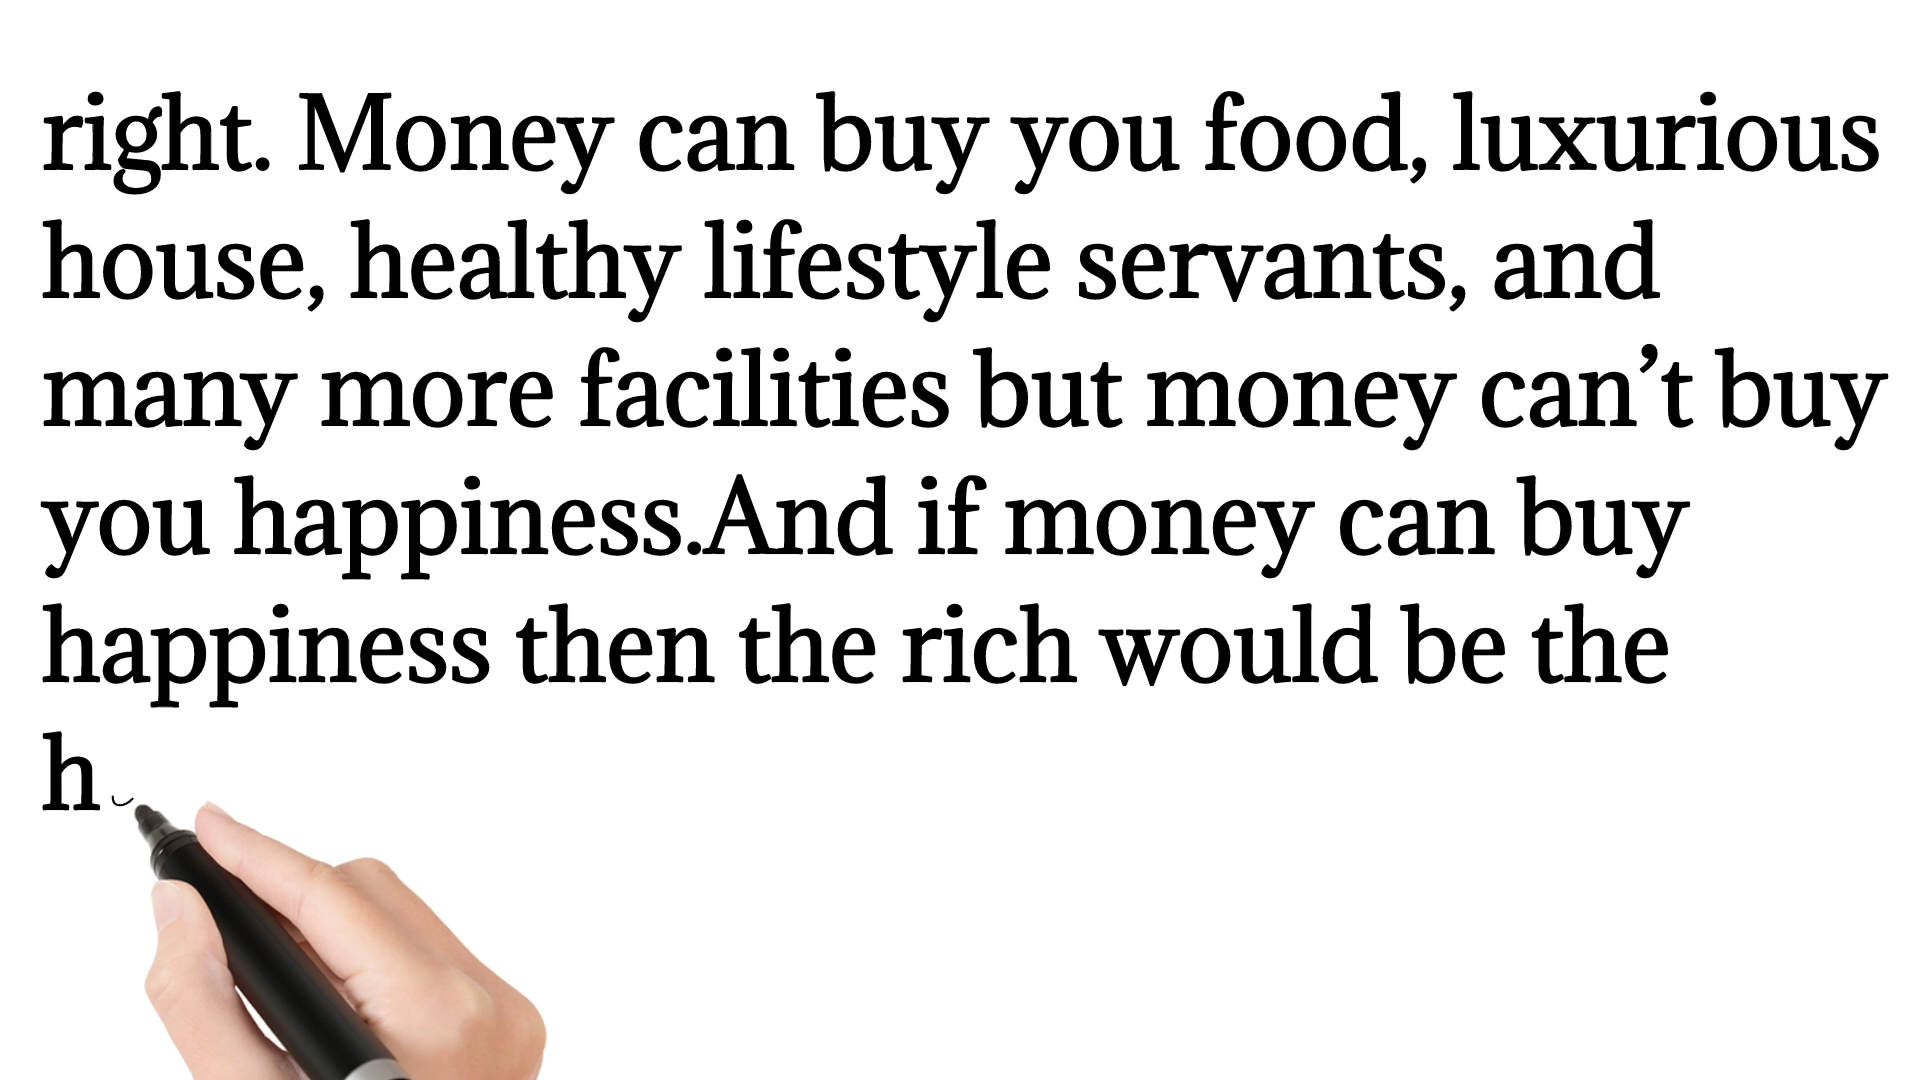 right. Money can buy you food, luxurious
house, healthy lifestyle servants, and
many more facilities but money can’t buy
you happiness.And if money can buy
happiness then the rich would be the
h